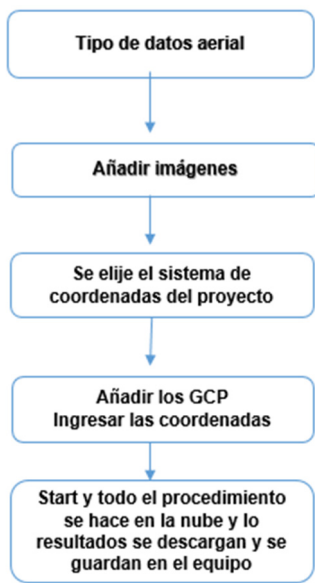 Tipo de datos aerial
Añadir imágenes
Se elije el sistema de
coordenadas del proyecto
Añadir los GCP
Ingresar las coordenadas
Start y todo el procedimiento
se hace en la nube y lo
resultados se descargan y se
guardan en el equipo